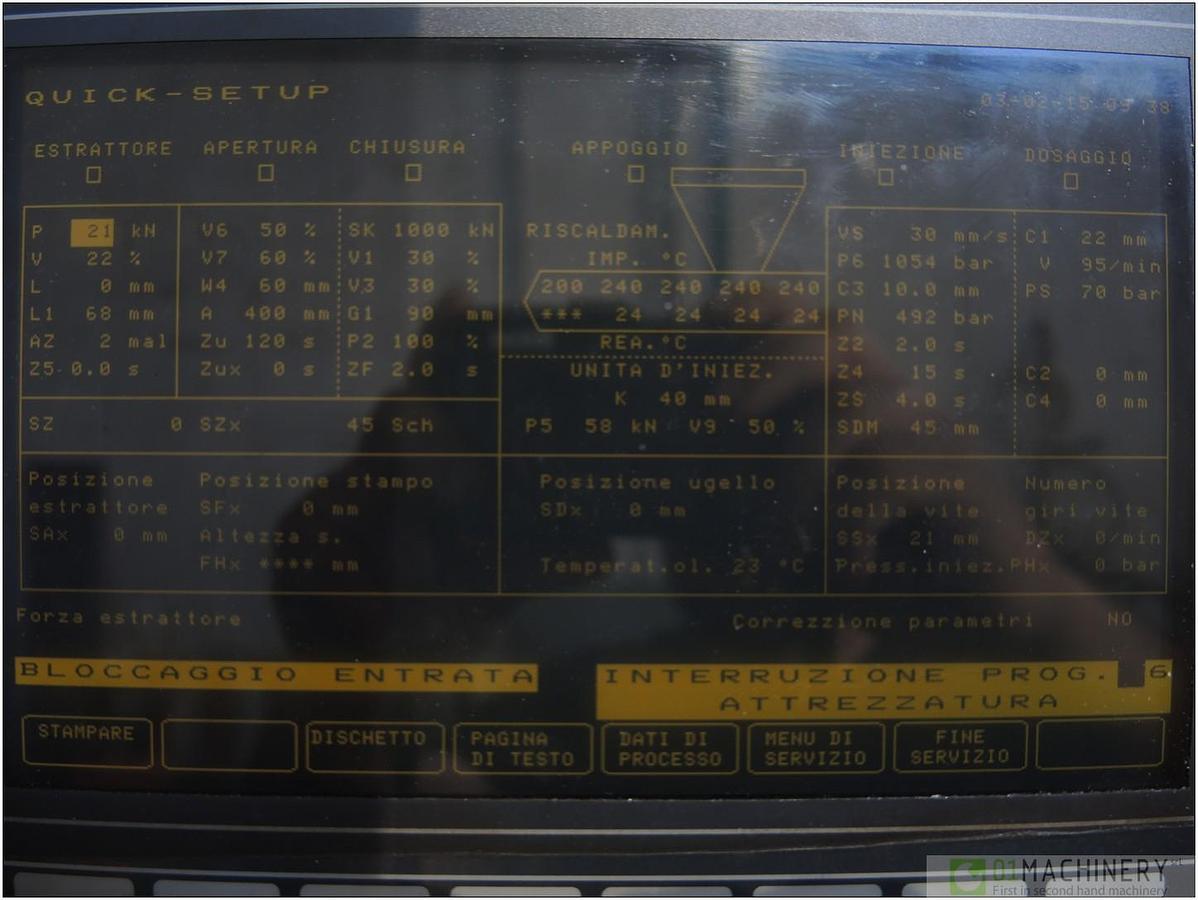 QUICK-SETUP 03-02-15 09 38
ESTRATTORE APERTURA CHIUSURA APPOGGIO INIEZIONE DOSAGGIO
P 21 kN V6 50 % SK 1000 kN RISCALDAM. VS 30 mm/s C1 22 mm
V 22 % V7 60 % V1 30 % IMP. °C P6 1054 bar V 95/min
L 0 mm W4 60 mm V3 30 % 200 240 240 240 240 C3 10.0 mm PS 70 bar
L1 68 mm A 400 mm G1 90 mm *** 24 24 24 24 PN 492 bar
AZ 2 mal Zu 120 s P2 100 % REA.°C Z2 2.0 s
Z5 0.0 s Zux 0 s ZF 2.0 s UNITA D'INIEZ. Z4 15 s C2 0 mm
K 40 mm ZS 4.0 s C4 0 mm
SZ 0 SZx 45 Sch P5 58 kN V9 50 % SDM 45 mm
Posizione Posizione stampo Posizione ugello Posizione Numero
estrattore SFx 0 mm SDx 0 mm della vite giri vite
SAx 0 mm Altezza s. SSx 21 mm DZx 0/min
FHx **** mm Temperat.ol. 23 °C Press.iniez.PHx 0 bar
Forza estrattore Correzzione parametri NO
BLOCCAGGIO ENTRATA INTERRUZIONE PROG. 6
ATTREZZATURA
STAMPARE DISCHETTO PAGINA DATI DI MENU DI FINE
DI TESTO PROCESSO SERVIZIO SERVIZIO
01MACHINERY
First in second hand machinery